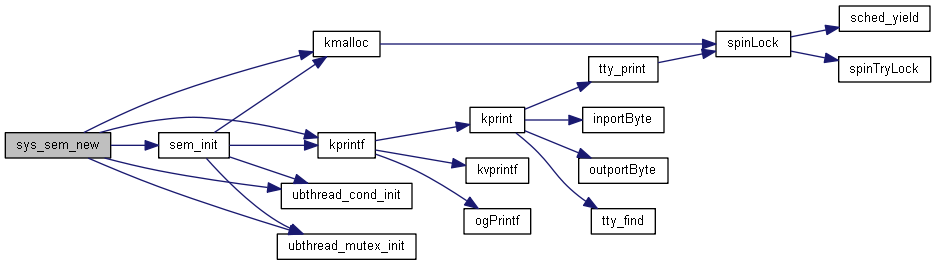 sys_sem_new
sem_init
kmalloc
kprintf
ubthread_cond_init
ubthread_mutex_init
kprint
kvprintf
ogPrintf
tty_print
inportByte
outportByte
tty_find
spinLock
sched_yield
spinTryLock